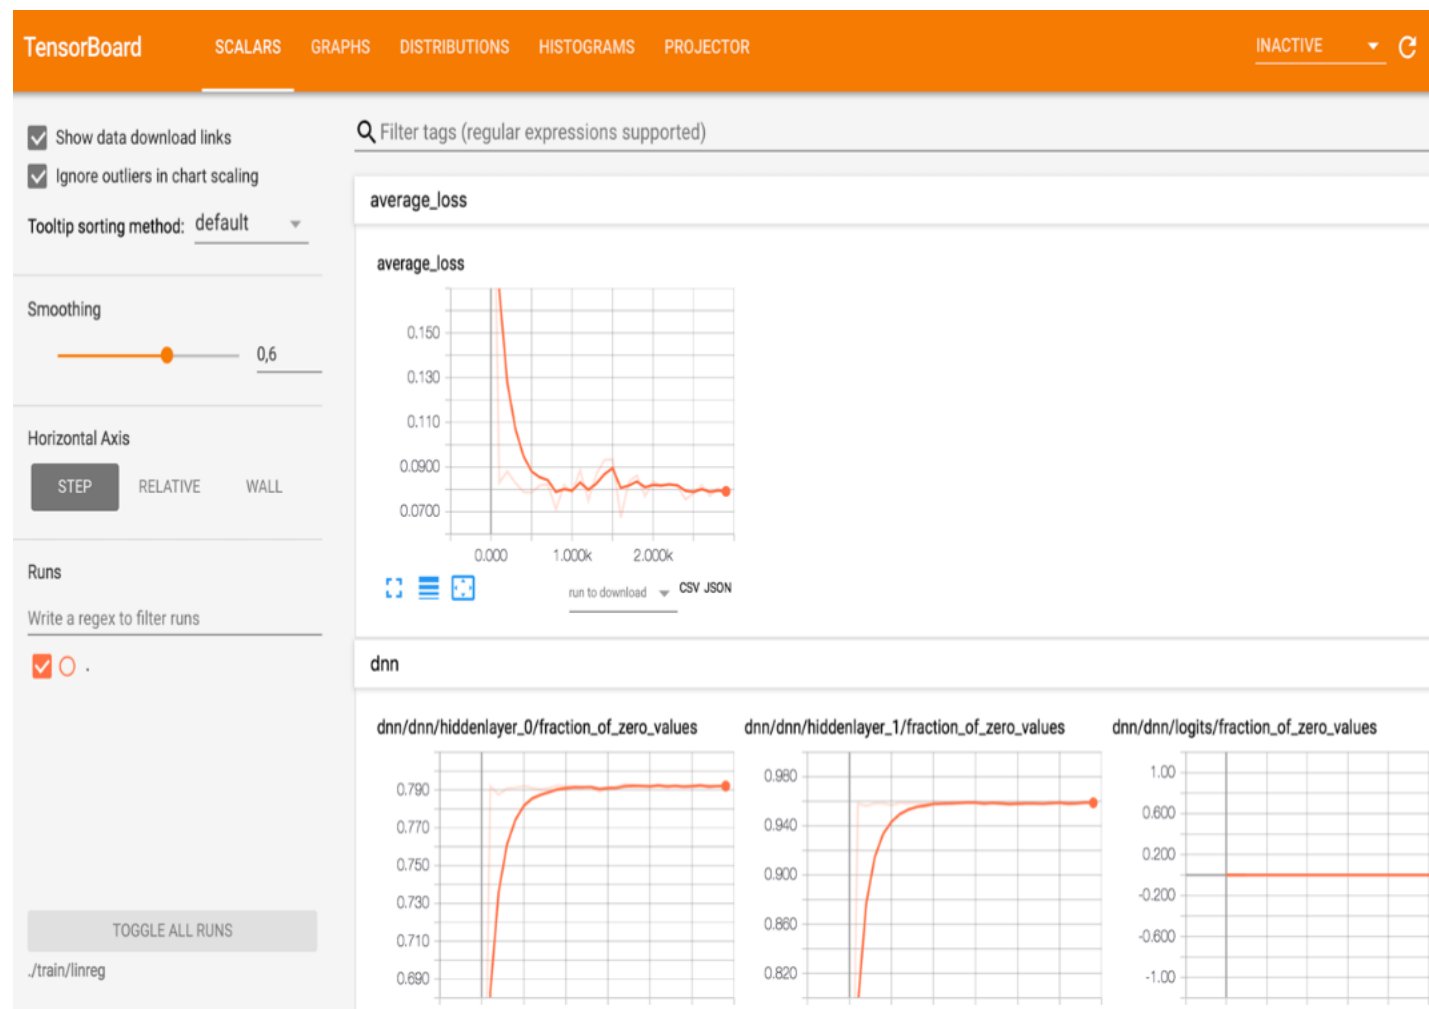 TensorBoard SCALARS GRAPHS DISTRIBUTIONS HISTOGRAMS PROJECTOR INACTIVE
Show data download links
Ignore outliers in chart scaling
Tooltip sorting method: default
Smoothing
0,6
Horizontal Axis
STEP RELATIVE WALL
Runs
Write a regex to filter runs
.
TOGGLE ALL RUNS
./train/linreg
Filter tags (regular expressions supported)
average_loss
average_loss
0.150
0.130
0.110
0.0900
0.0700
0.000 1.000k 2.000k
run to download CSV JSON
dnn
dnn/dnn/hiddenlayer_0/fraction_of_zero_values
0.790
0.770
0.750
0.730
0.710
0.690
dnn/dnn/hiddenlayer_1/fraction_of_zero_values
0.980
0.940
0.900
0.860
0.820
dnn/dnn/logits/fraction_of_zero_values
1.00
0.600
0.200
-0.200
-0.600
-1.00